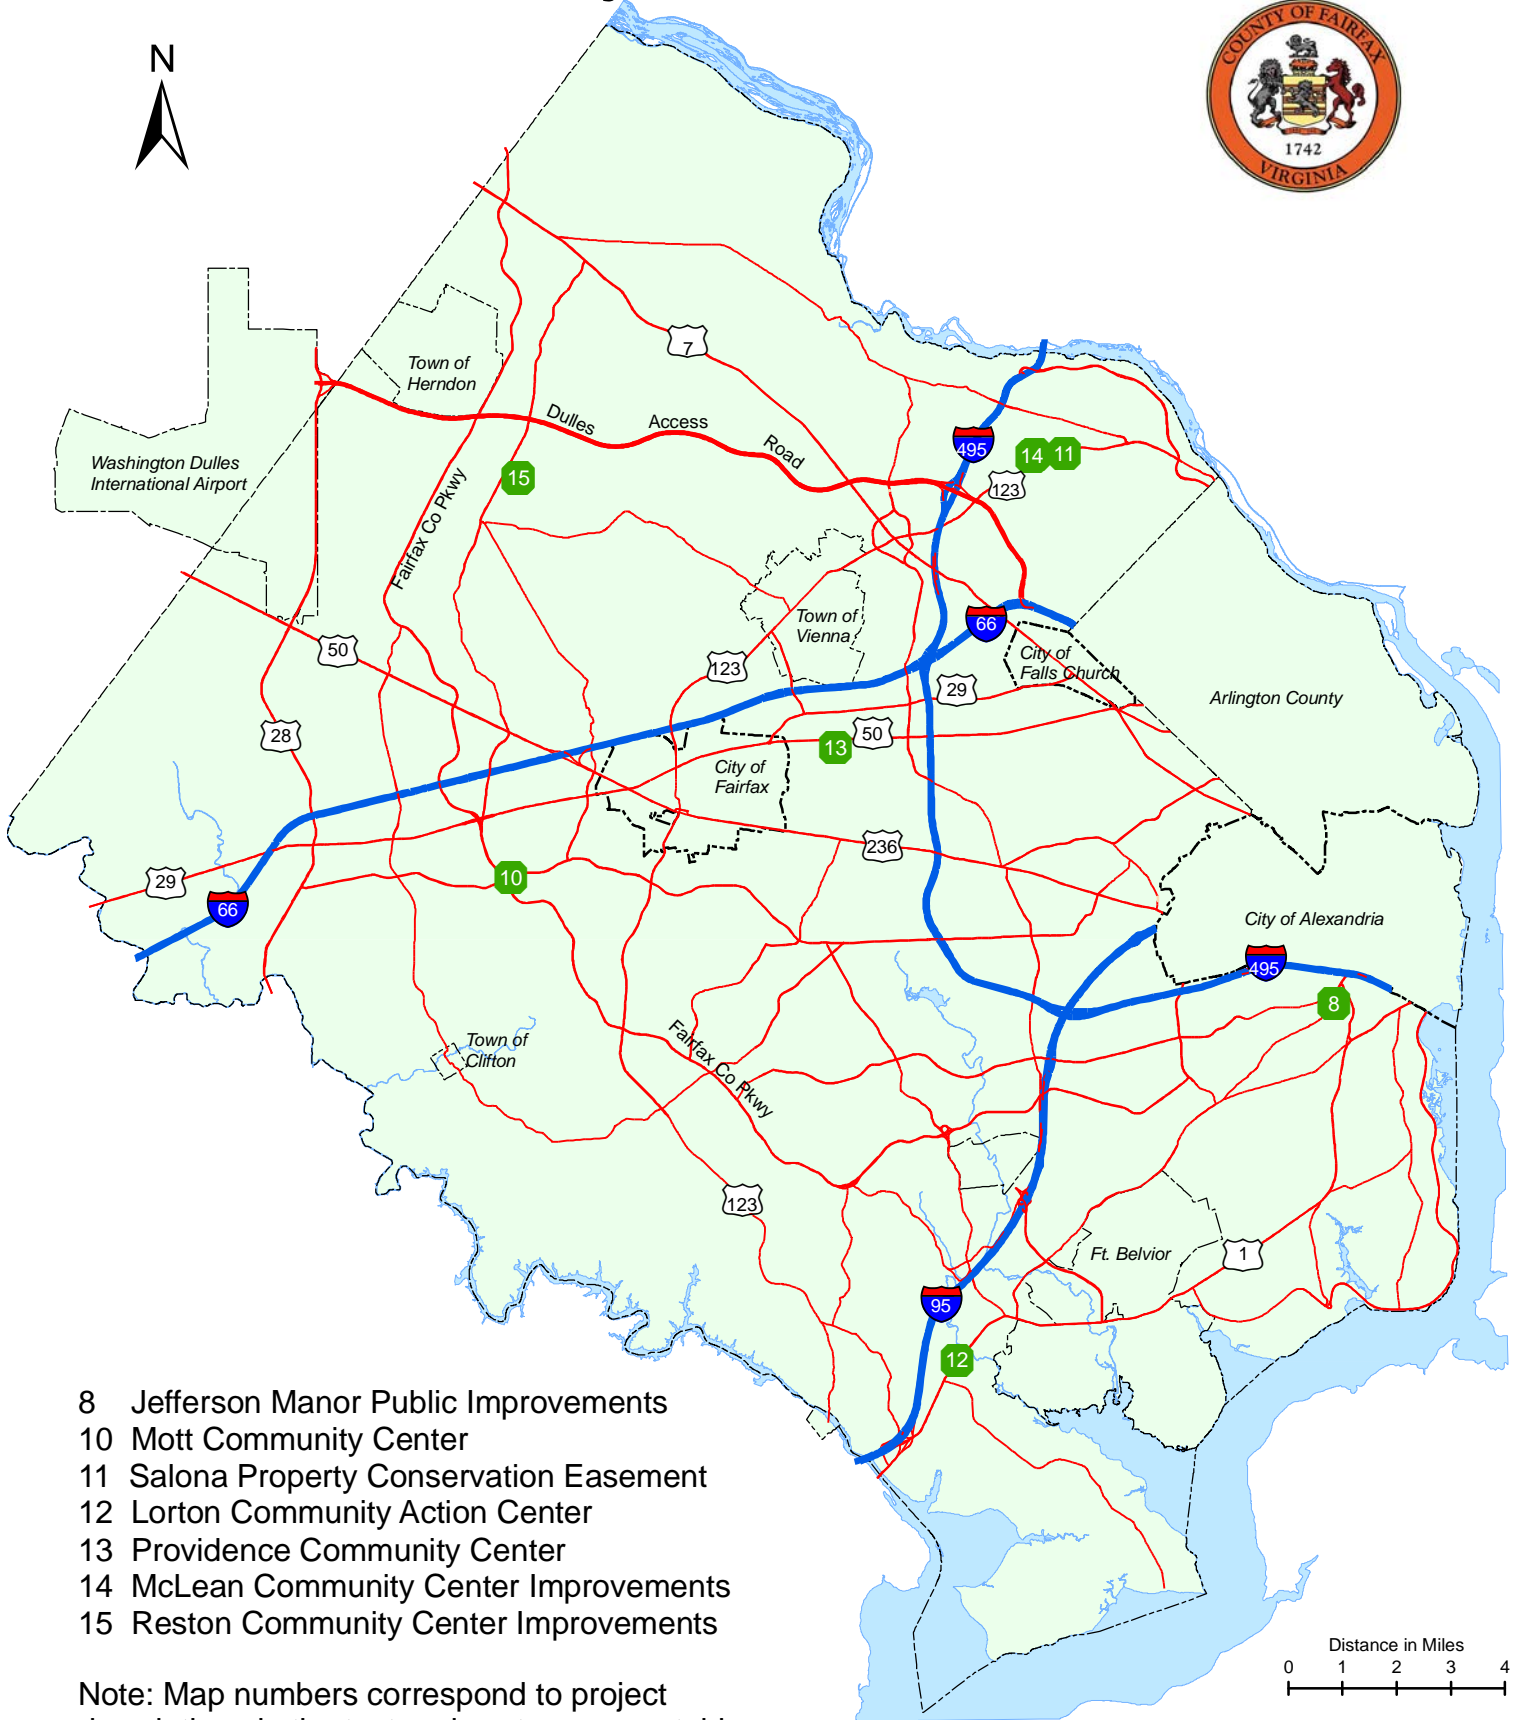 N
COUNTY OF FAIRFAX
1742
VIRGINIA
Town of
Herndon
7
Dulles Access Road
Washington Dulles
International Airport
Fairfax Co Pkwy
15
495
14
11
123
50
Town of
Vienna
66
City of
Falls Church
123
29
Arlington County
28
13
50
City of
Fairfax
236
10
29
66
City of Alexandria
495
8
Town of
Clifton
Fairfax Co Pkwy
123
Ft. Belvior
1
95
12
8 Jefferson Manor Public Improvements
10 Mott Community Center
11 Salona Property Conservation Easement
12 Lorton Community Action Center
13 Providence Community Center
14 McLean Community Center Improvements
15 Reston Community Center Improvements
Note: Map numbers correspond to project
Distance in Miles
0 1 2 3 4